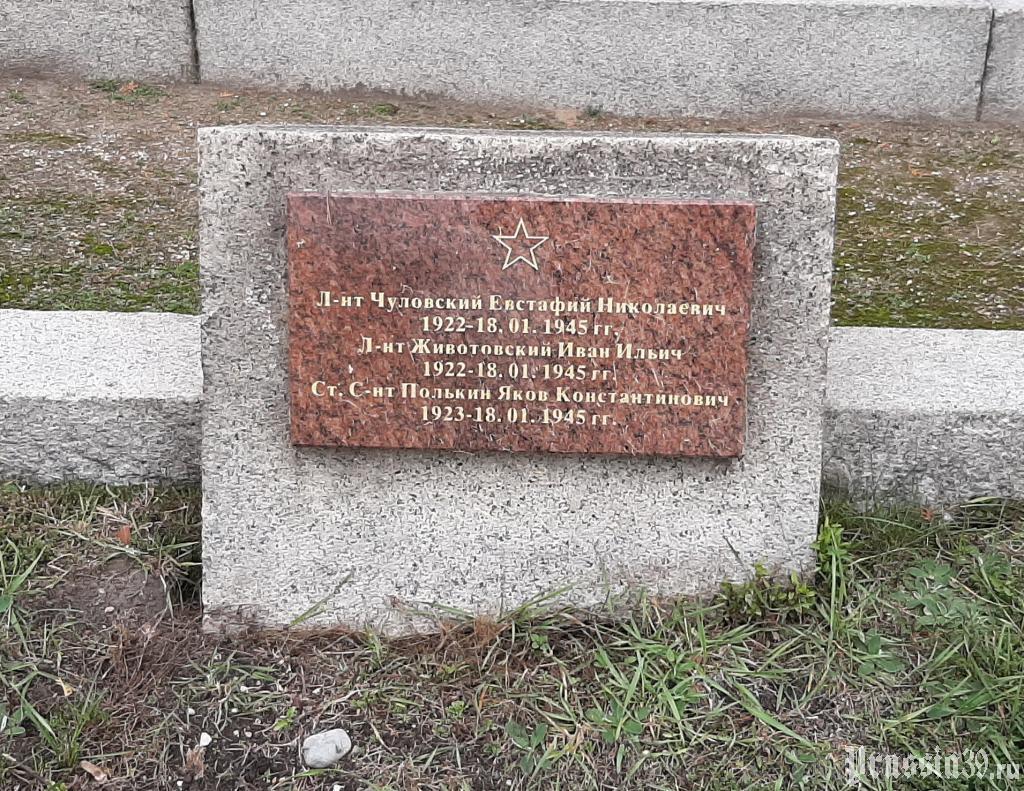 Л-нт Чуловский Евстафий Николаевич
1922-18. 01. 1945 гг.
Л-нт Животовский Иван Ильич
1922-18. 01. 1945 гг.
Ст. С-нт Полькин Яков Константинович
1923-18. 01. 1945 гг.
Prussia39.ru